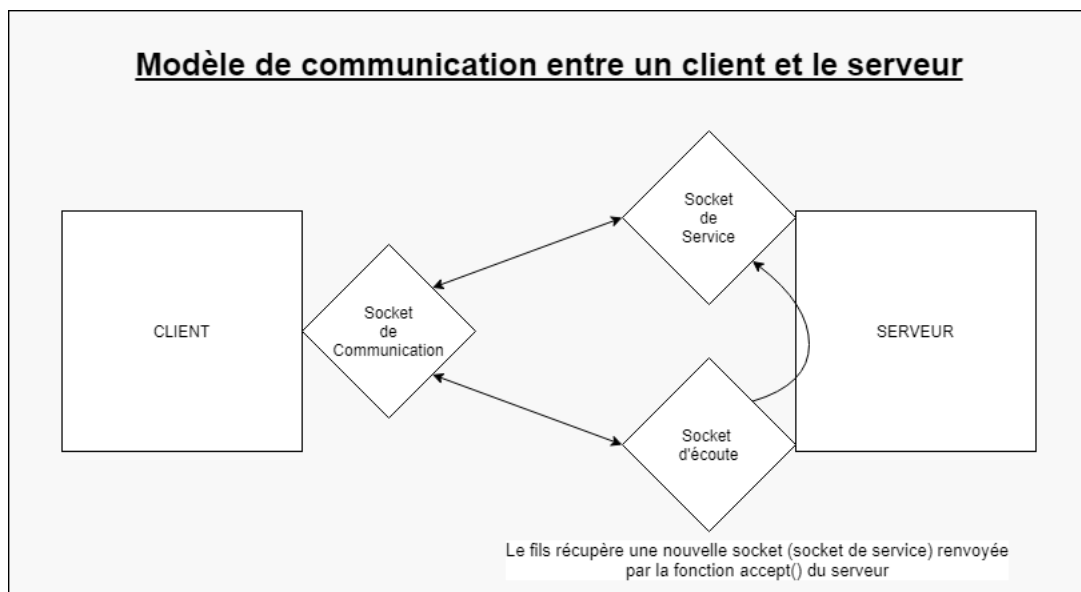 Modèle de communication entre un client et le serveur
CLIENT
Socket
de
Communication
Socket
de
Service
Socket
d'écoute
SERVEUR
Le fils récupère une nouvelle socket (socket de service) renvoyée
par la fonction accept() du serveur